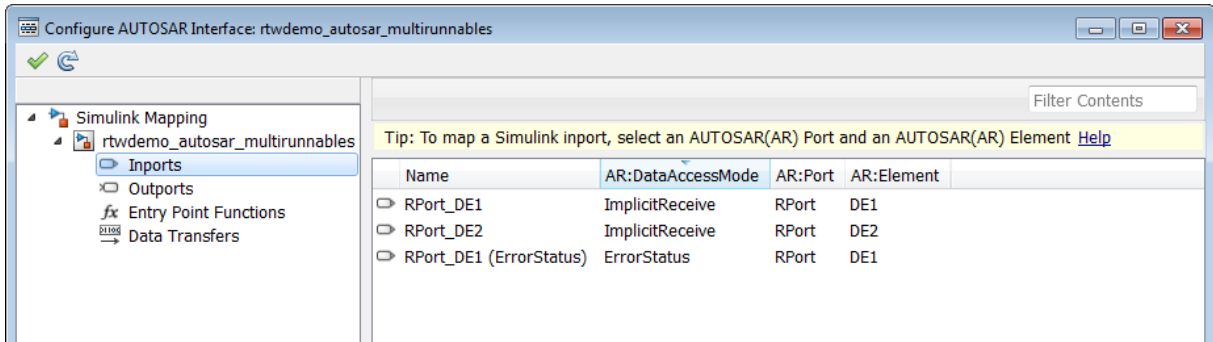 Configure AUTOSAR Interface: rtwdemo_autosar_multirunnables
Filter Contents
Simulink Mapping
rtwdemo_autosar_multirunnables
Inports
Outports
fx Entry Point Functions
Data Transfers
Tip: To map a Simulink inport, select an AUTOSAR(AR) Port and an AUTOSAR(AR) Element Help
Name AR:DataAccessMode AR:Port AR:Element
RPort_DE1 ImplicitReceive RPort DE1
RPort_DE2 ImplicitReceive RPort DE2
RPort_DE1 (ErrorStatus) ErrorStatus RPort DE1